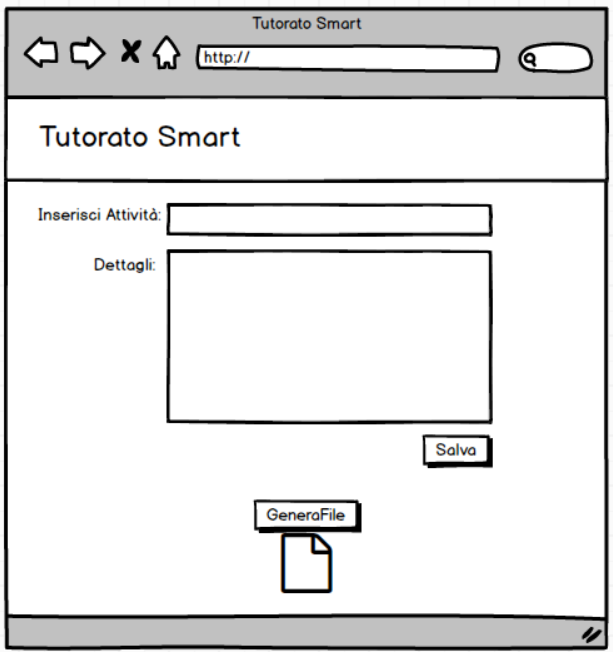 Tutorato Smart
http://
Tutorato Smart
Inserisci Attività:
Dettagli:
Salva
GeneraFile